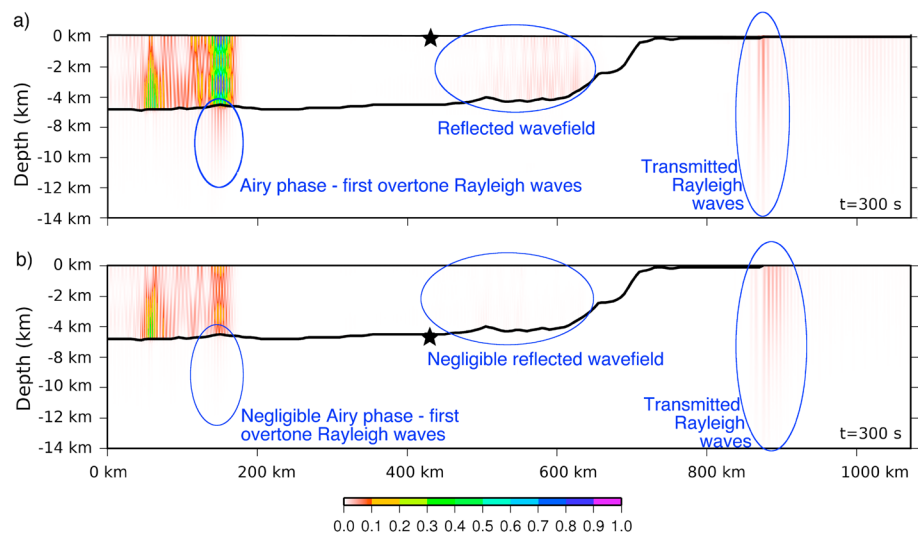 a)
0 km
-2 km
-4 km
-8 km
-10 km
-12 km
-14 km
Depth (km)
Reflected wavefield
Airy phase - first overtone Rayleigh waves
Transmitted
Rayleigh
waves
t=300 s
b)
0 km
-2 km
-4 km
-8 km
-10 km
-12 km
-14 km
Depth (km)
Negligible reflected wavefield
Negligible Airy phase - first
overtone Rayleigh waves
Transmitted
Rayleigh
waves
t=300 s
0 km 200 km 400 km 600 km 800 km 1000 km
0.0 0.1 0.2 0.3 0.4 0.5 0.6 0.7 0.8 0.9 1.0